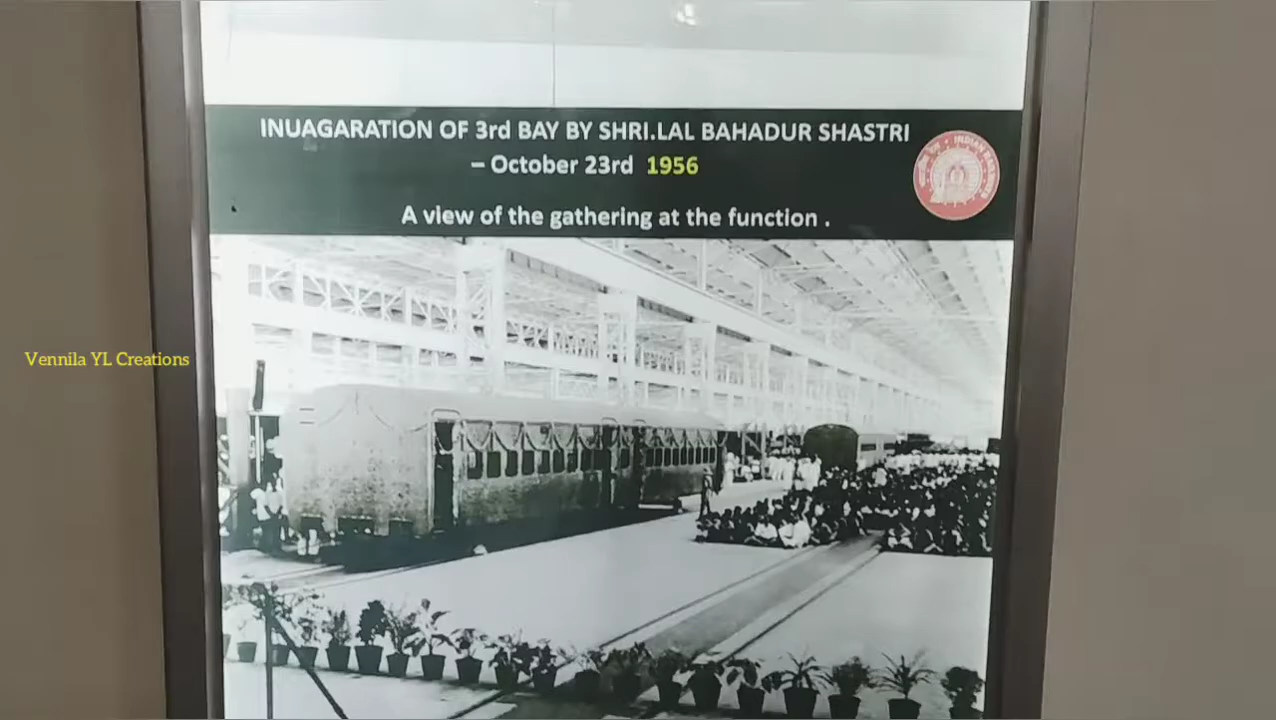 INUAGARATION OF 3rd BAY BY SHRI.LAL BAHADUR SHASTRI
– October 23rd 1956
A view of the gathering at the function .
Vennila YL Creations